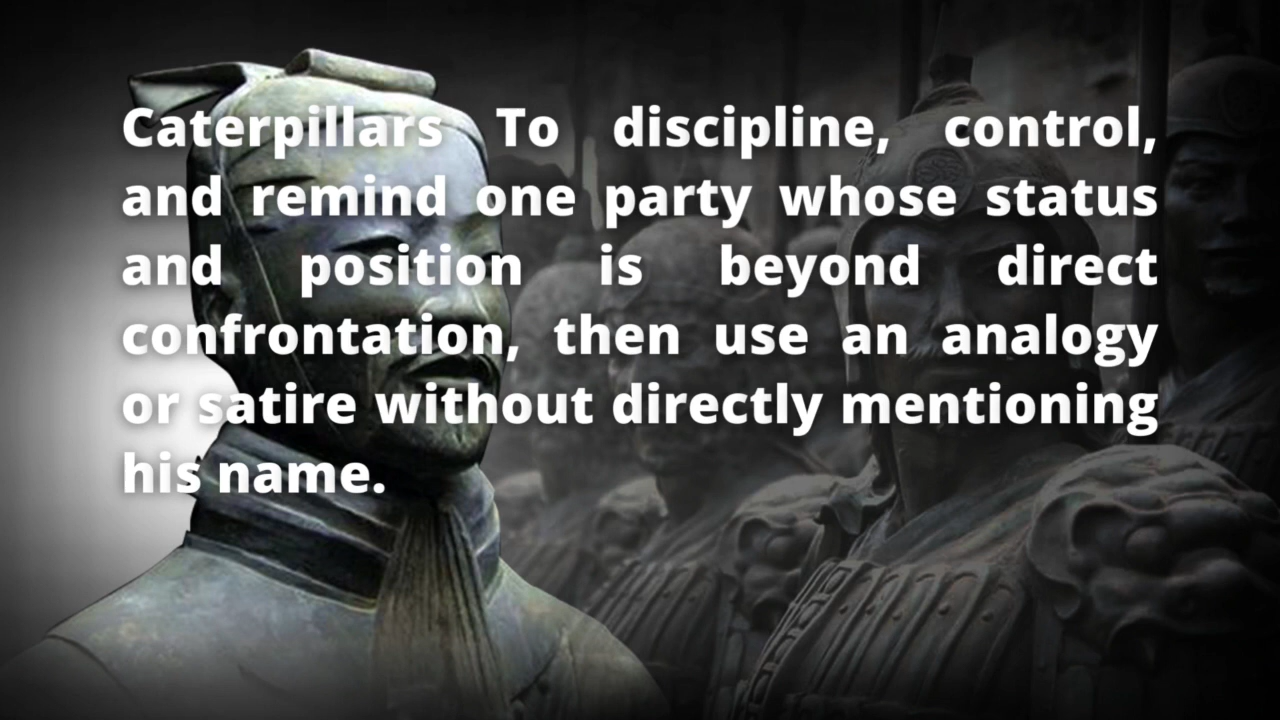 Caterpillars To discipline, control,
and remind one party whose status
and position is beyond direct
confrontation, then use an analogy
or satire without directly mentioning
his name.